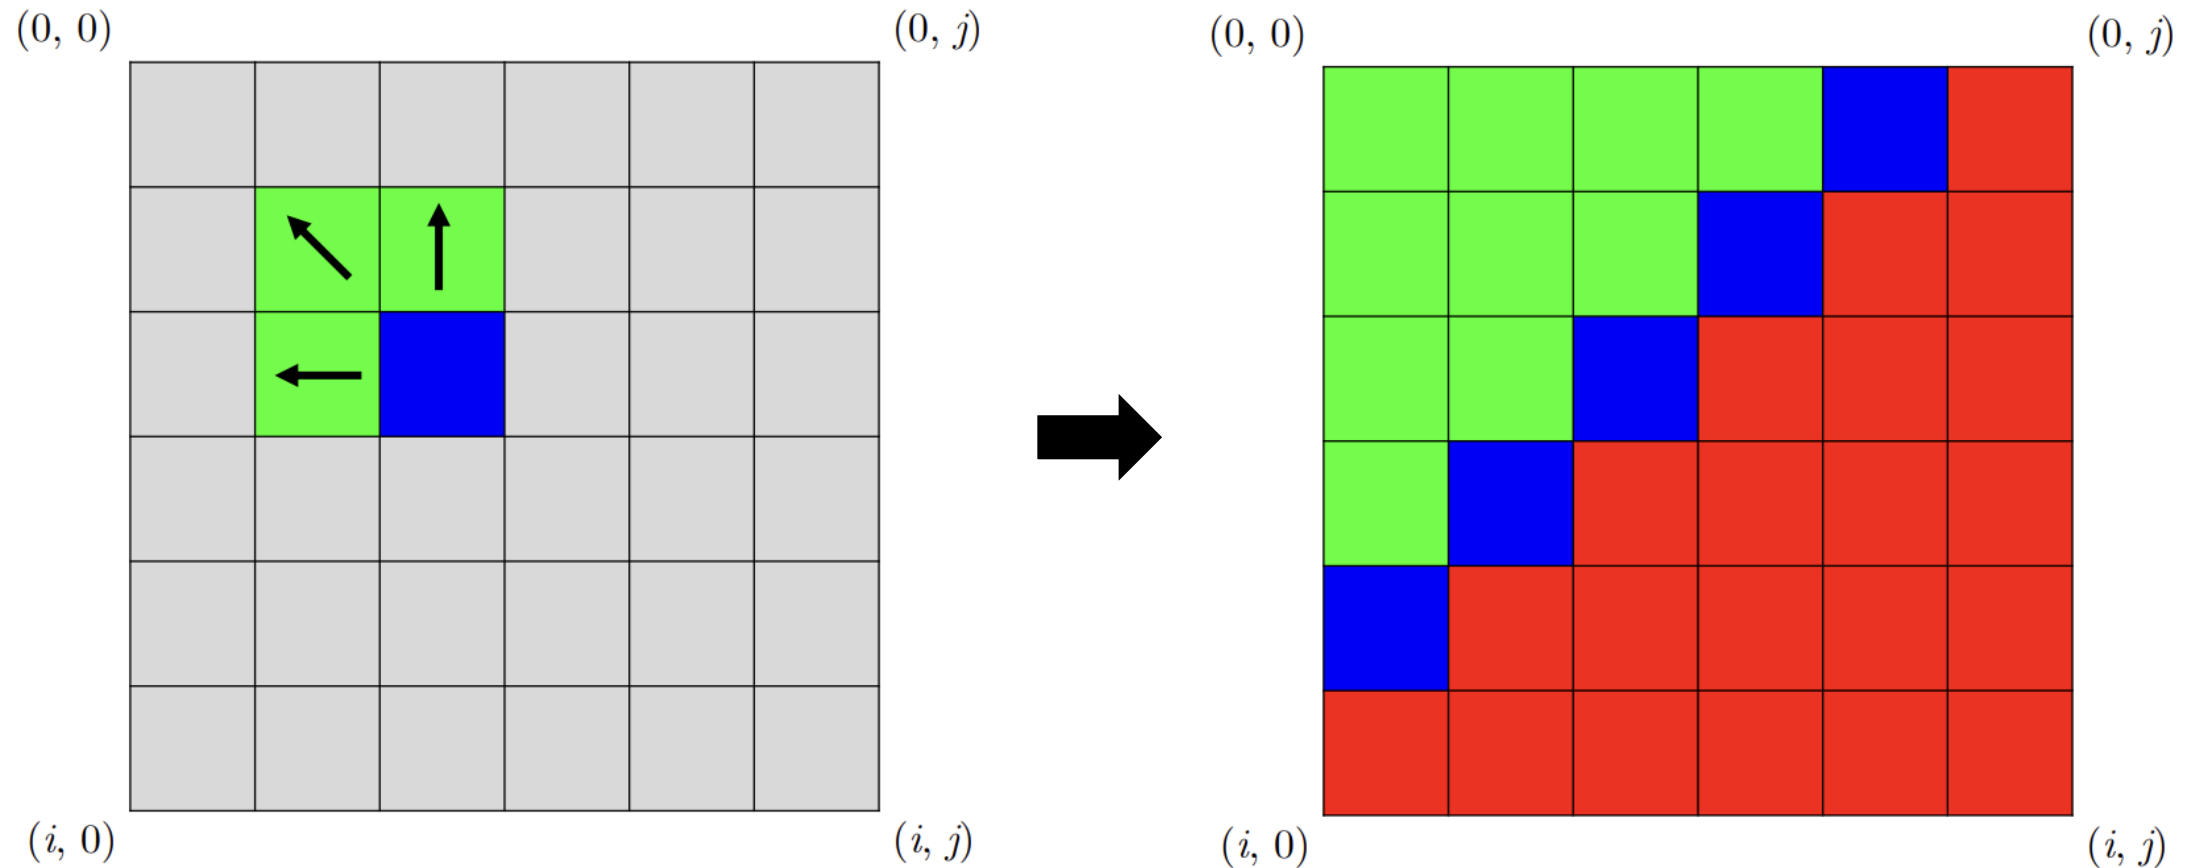 (0, 0)
(0, j)
(i, 0)
(i, j)
(0, 0)
(0, j)
(i, 0)
(i, j)